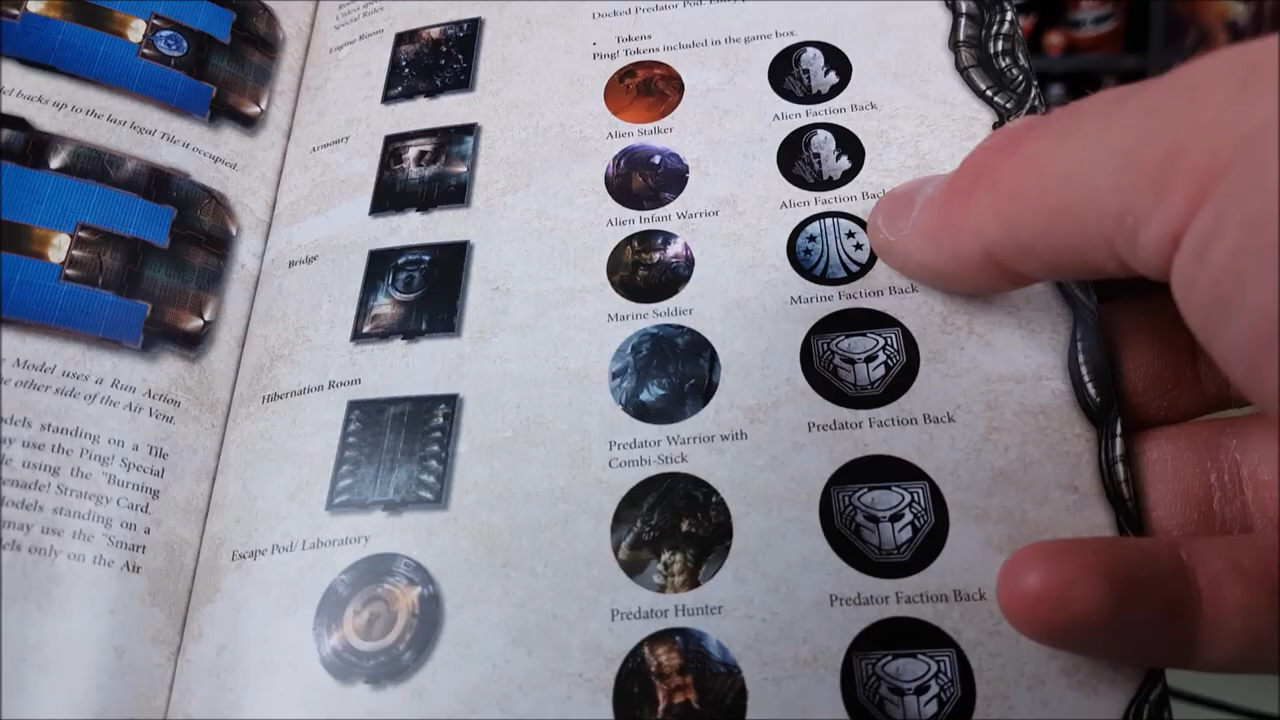 del backs up to the last legal Tile it occupied.
Model uses a Run Action
other side of the Air Vent.
odels standing on a Tile
ay use the Ping! Special
le using the "Burning
enade! Strategy Card.
Models standing on a
may use the "Smart
els only on the Air
Unless
Special Rules
Engine Room
Armoury
Bridge
Hibernation Room
Escape Pod/ Laboratory
Docked Predator Pod.
• Tokens
Ping! Tokens included in the game box.
Alien Stalker
Alien Faction Back
Alien Infant Warrior
Alien Faction Back
Marine Soldier
Marine Faction Back
Predator Warrior with
Combi-Stick
Predator Faction Back
Predator Hunter
Predator Faction Back